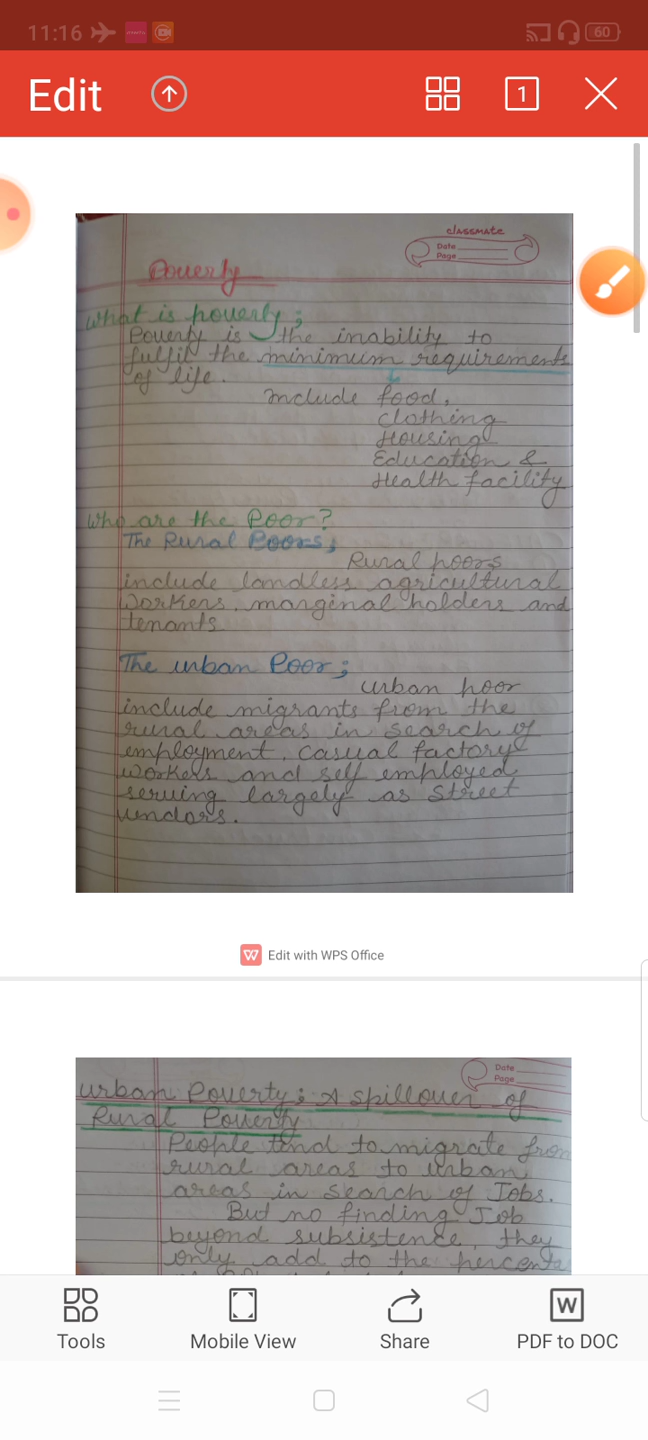 11:16
60
Edit
1
classmate
Date
Page
Poverty
What is poverty;
Poverty is the inability to
fulfil the minimum requirements
of life.
Include food,
clothing
Housing
Education &
Health facility
Who are the Poor?
The Rural Poors;
Rural poors
include landless agricultural
workers, marginal holders and
tenants
The urban Poor;
urban poor
include migrants from the
rural areas in search of
employment, casual factory
workers and self employed
serving largely as street
vendors.
W Edit with WPS Office
Date
Page
Urban Poverty; A spillover of
Rural Poverty
People tend to migrate from
rural areas to urban
areas in search of Jobs.
But no finding Job
beyond subsistence, they
only add to the percenta
Tools
Mobile View
Share
W
PDF to DOC